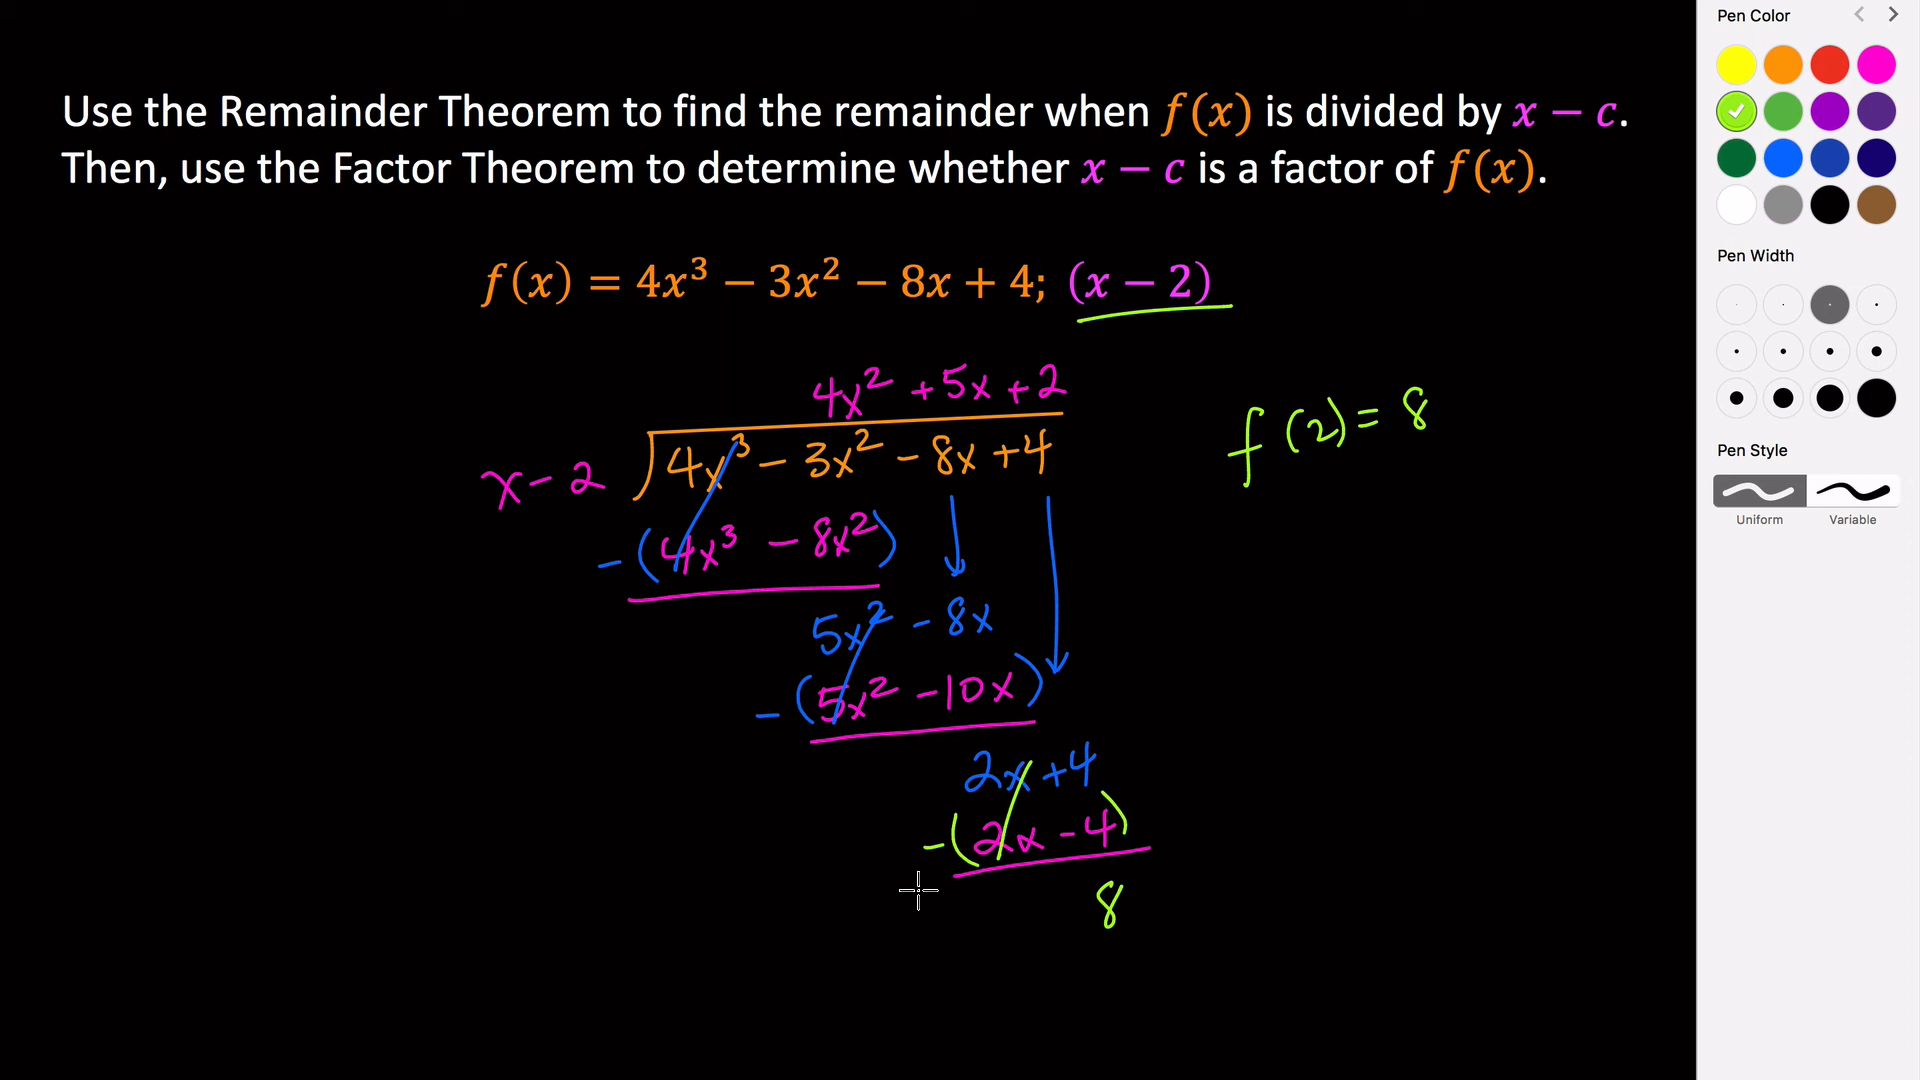 Use the Remainder Theorem to find the remainder when f(x) is divided by x − c.
Then, use the Factor Theorem to determine whether x − c is a factor of f(x).
f(x) = 4x³ − 3x² − 8x + 4; (x − 2)
4x² + 5x + 2
x − 2 4x³ − 3x² − 8x + 4
f(2) = 8
− (4x³ − 8x²)
5x² − 8x
− (5x² − 10x)
2x + 4
− (2x − 4)
8
Pen Color
Pen Width
Pen Style
Uniform Variable